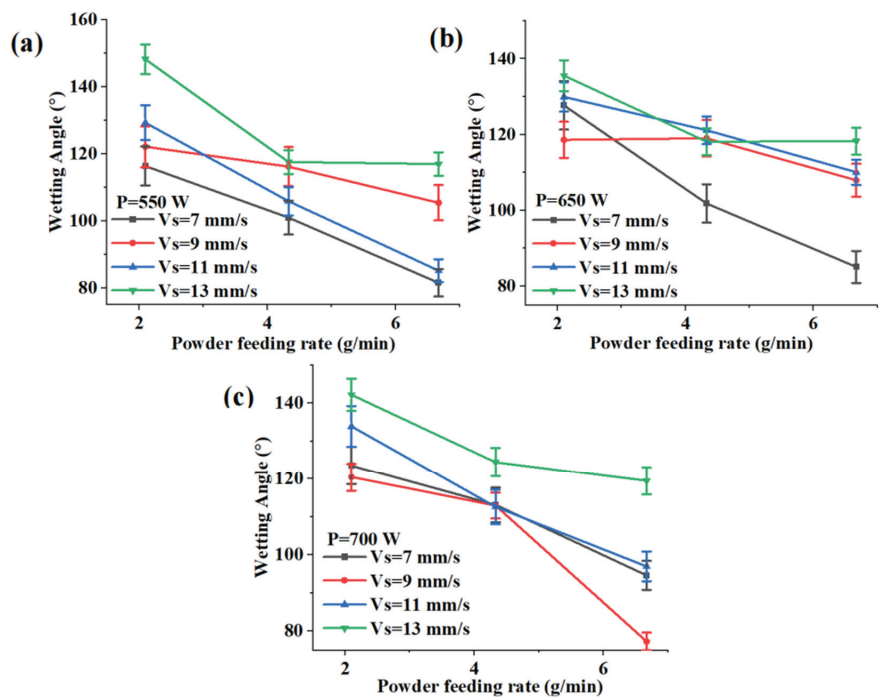 (a)
160
140
120
100
80
Wetting Angle (°)
P=550 W
Vs=7 mm/s
Vs=9 mm/s
Vs=11 mm/s
Vs=13 mm/s
2
4
6
Powder feeding rate (g/min)
(b)
140
120
100
80
Wetting Angle (°)
P=650 W
Vs=7 mm/s
Vs=9 mm/s
Vs=11 mm/s
Vs=13 mm/s
2
4
6
Powder feeding rate (g/min)
(c)
140
120
100
80
Wetting Angle (°)
P=700 W
Vs=7 mm/s
Vs=9 mm/s
Vs=11 mm/s
Vs=13 mm/s
2
4
6
Powder feeding rate (g/min)